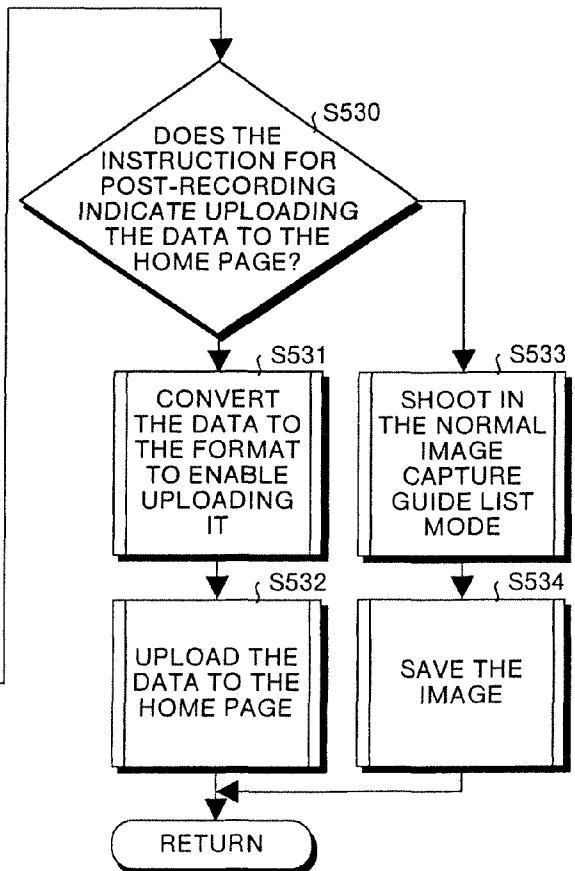 S530
DOES THE
INSTRUCTION FOR
POST-RECORDING
INDICATE UPLOADING
THE DATA TO THE
HOME PAGE?
S531
CONVERT
THE DATA TO
THE FORMAT
TO ENABLE
UPLOADING
IT
S533
SHOOT IN
THE NORMAL
IMAGE
CAPTURE
GUIDE LIST
MODE
S532
UPLOAD THE
DATA TO THE
HOME PAGE
S534
SAVE THE
IMAGE
RETURN